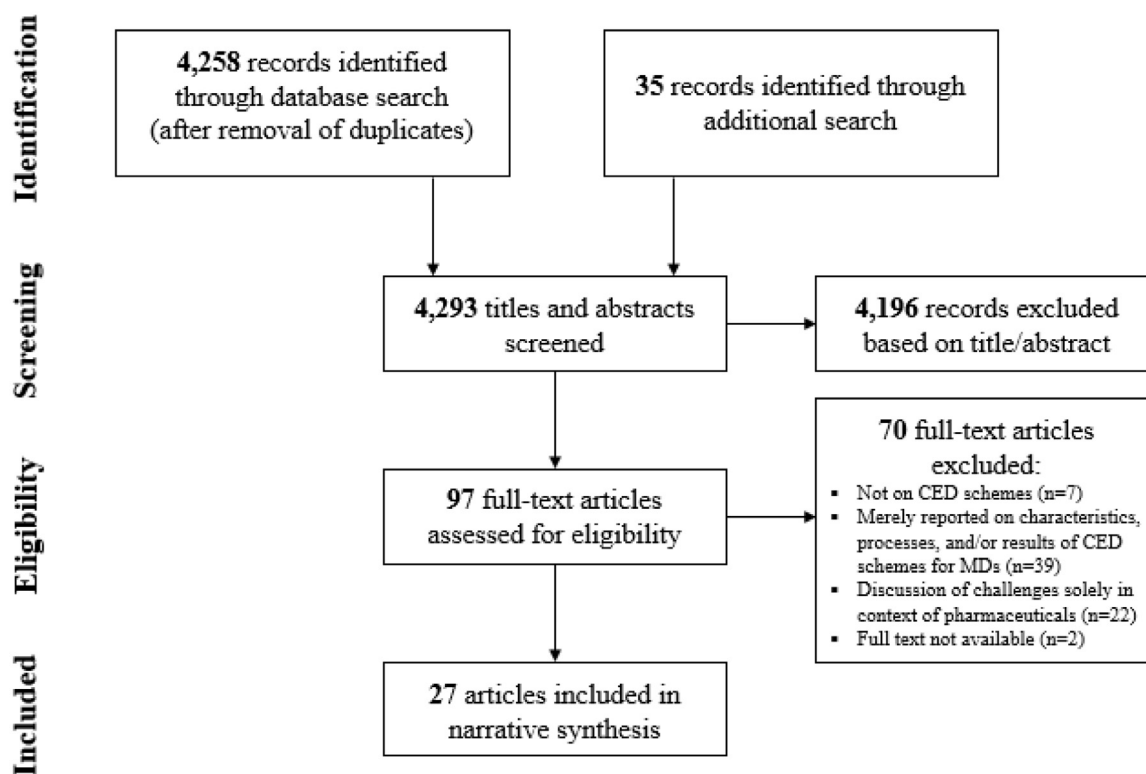 Identification
4,258 records identified
through database search
(after removal of duplicates)
35 records identified through
additional search
Screening
4,293 titles and abstracts
screened
4,196 records excluded
based on title/abstract
Eligibility
97 full-text articles
assessed for eligibility
70 full-text articles
excluded:
▪ Not on CED schemes (n=7)
▪ Merely reported on characteristics,
processes, and/or results of CED
schemes for MDs (n=39)
▪ Discussion of challenges solely in
context of pharmaceuticals (n=22)
▪ Full text not available (n=2)
Included
27 articles included in
narrative synthesis